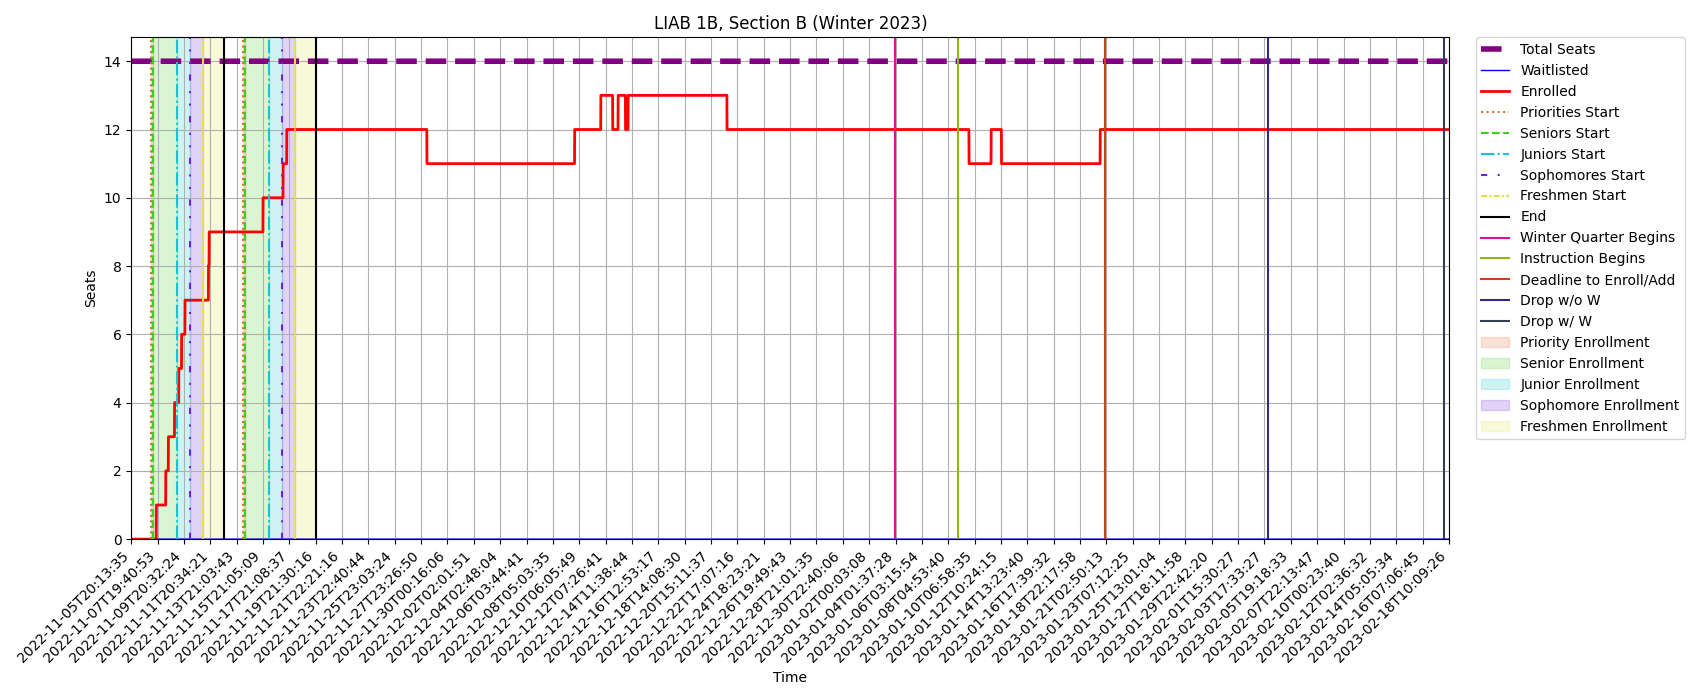 LIAB 1B, Section B (Winter 2023)
Total Seats
Waitlisted
Enrolled
Priorities Start
Seniors Start
Juniors Start
Sophomores Start
Freshmen Start
End
Winter Quarter Begins
Instruction Begins
Deadline to Enroll/Add
Drop w/o W
Drop w/ W
Priority Enrollment
Senior Enrollment
Junior Enrollment
Sophomore Enrollment
Freshmen Enrollment
Seats
14
12
10
8
6
4
2
0
2022-11-05T20:13:35
2022-11-07T19:40:53
2022-11-09T20:32:24
2022-11-11T20:34:21
2022-11-13T21:03:43
2022-11-15T21:05:09
2022-11-17T21:08:37
2022-11-19T21:30:16
2022-11-21T22:21:16
2022-11-23T22:40:44
2022-11-25T23:03:24
2022-11-27T23:26:50
2022-11-30T00:16:06
2022-12-02T02:01:51
2022-12-04T02:48:04
2022-12-06T03:44:41
2022-12-08T05:03:35
2022-12-10T06:05:49
2022-12-12T07:26:41
2022-12-14T11:38:44
2022-12-16T12:53:17
2022-12-18T14:08:30
2022-12-20T15:11:37
2022-12-22T17:07:16
2022-12-24T18:23:21
2022-12-26T19:49:43
2022-12-28T21:01:35
2022-12-30T22:40:06
2023-01-02T00:03:08
2023-01-04T01:37:28
2023-01-06T03:15:54
2023-01-08T04:53:40
2023-01-10T06:58:35
2023-01-12T10:24:15
2023-01-14T13:23:40
2023-01-16T17:39:32
2023-01-18T22:17:58
2023-01-21T02:50:13
2023-01-23T07:12:25
2023-01-25T13:01:04
2023-01-27T18:11:58
2023-01-29T22:42:20
2023-02-01T15:30:27
2023-02-03T17:33:27
2023-02-05T19:18:33
2023-02-07T22:13:47
2023-02-10T00:23:40
2023-02-12T02:36:32
2023-02-14T05:05:34
2023-02-16T07:06:45
2023-02-18T10:09:26
Time